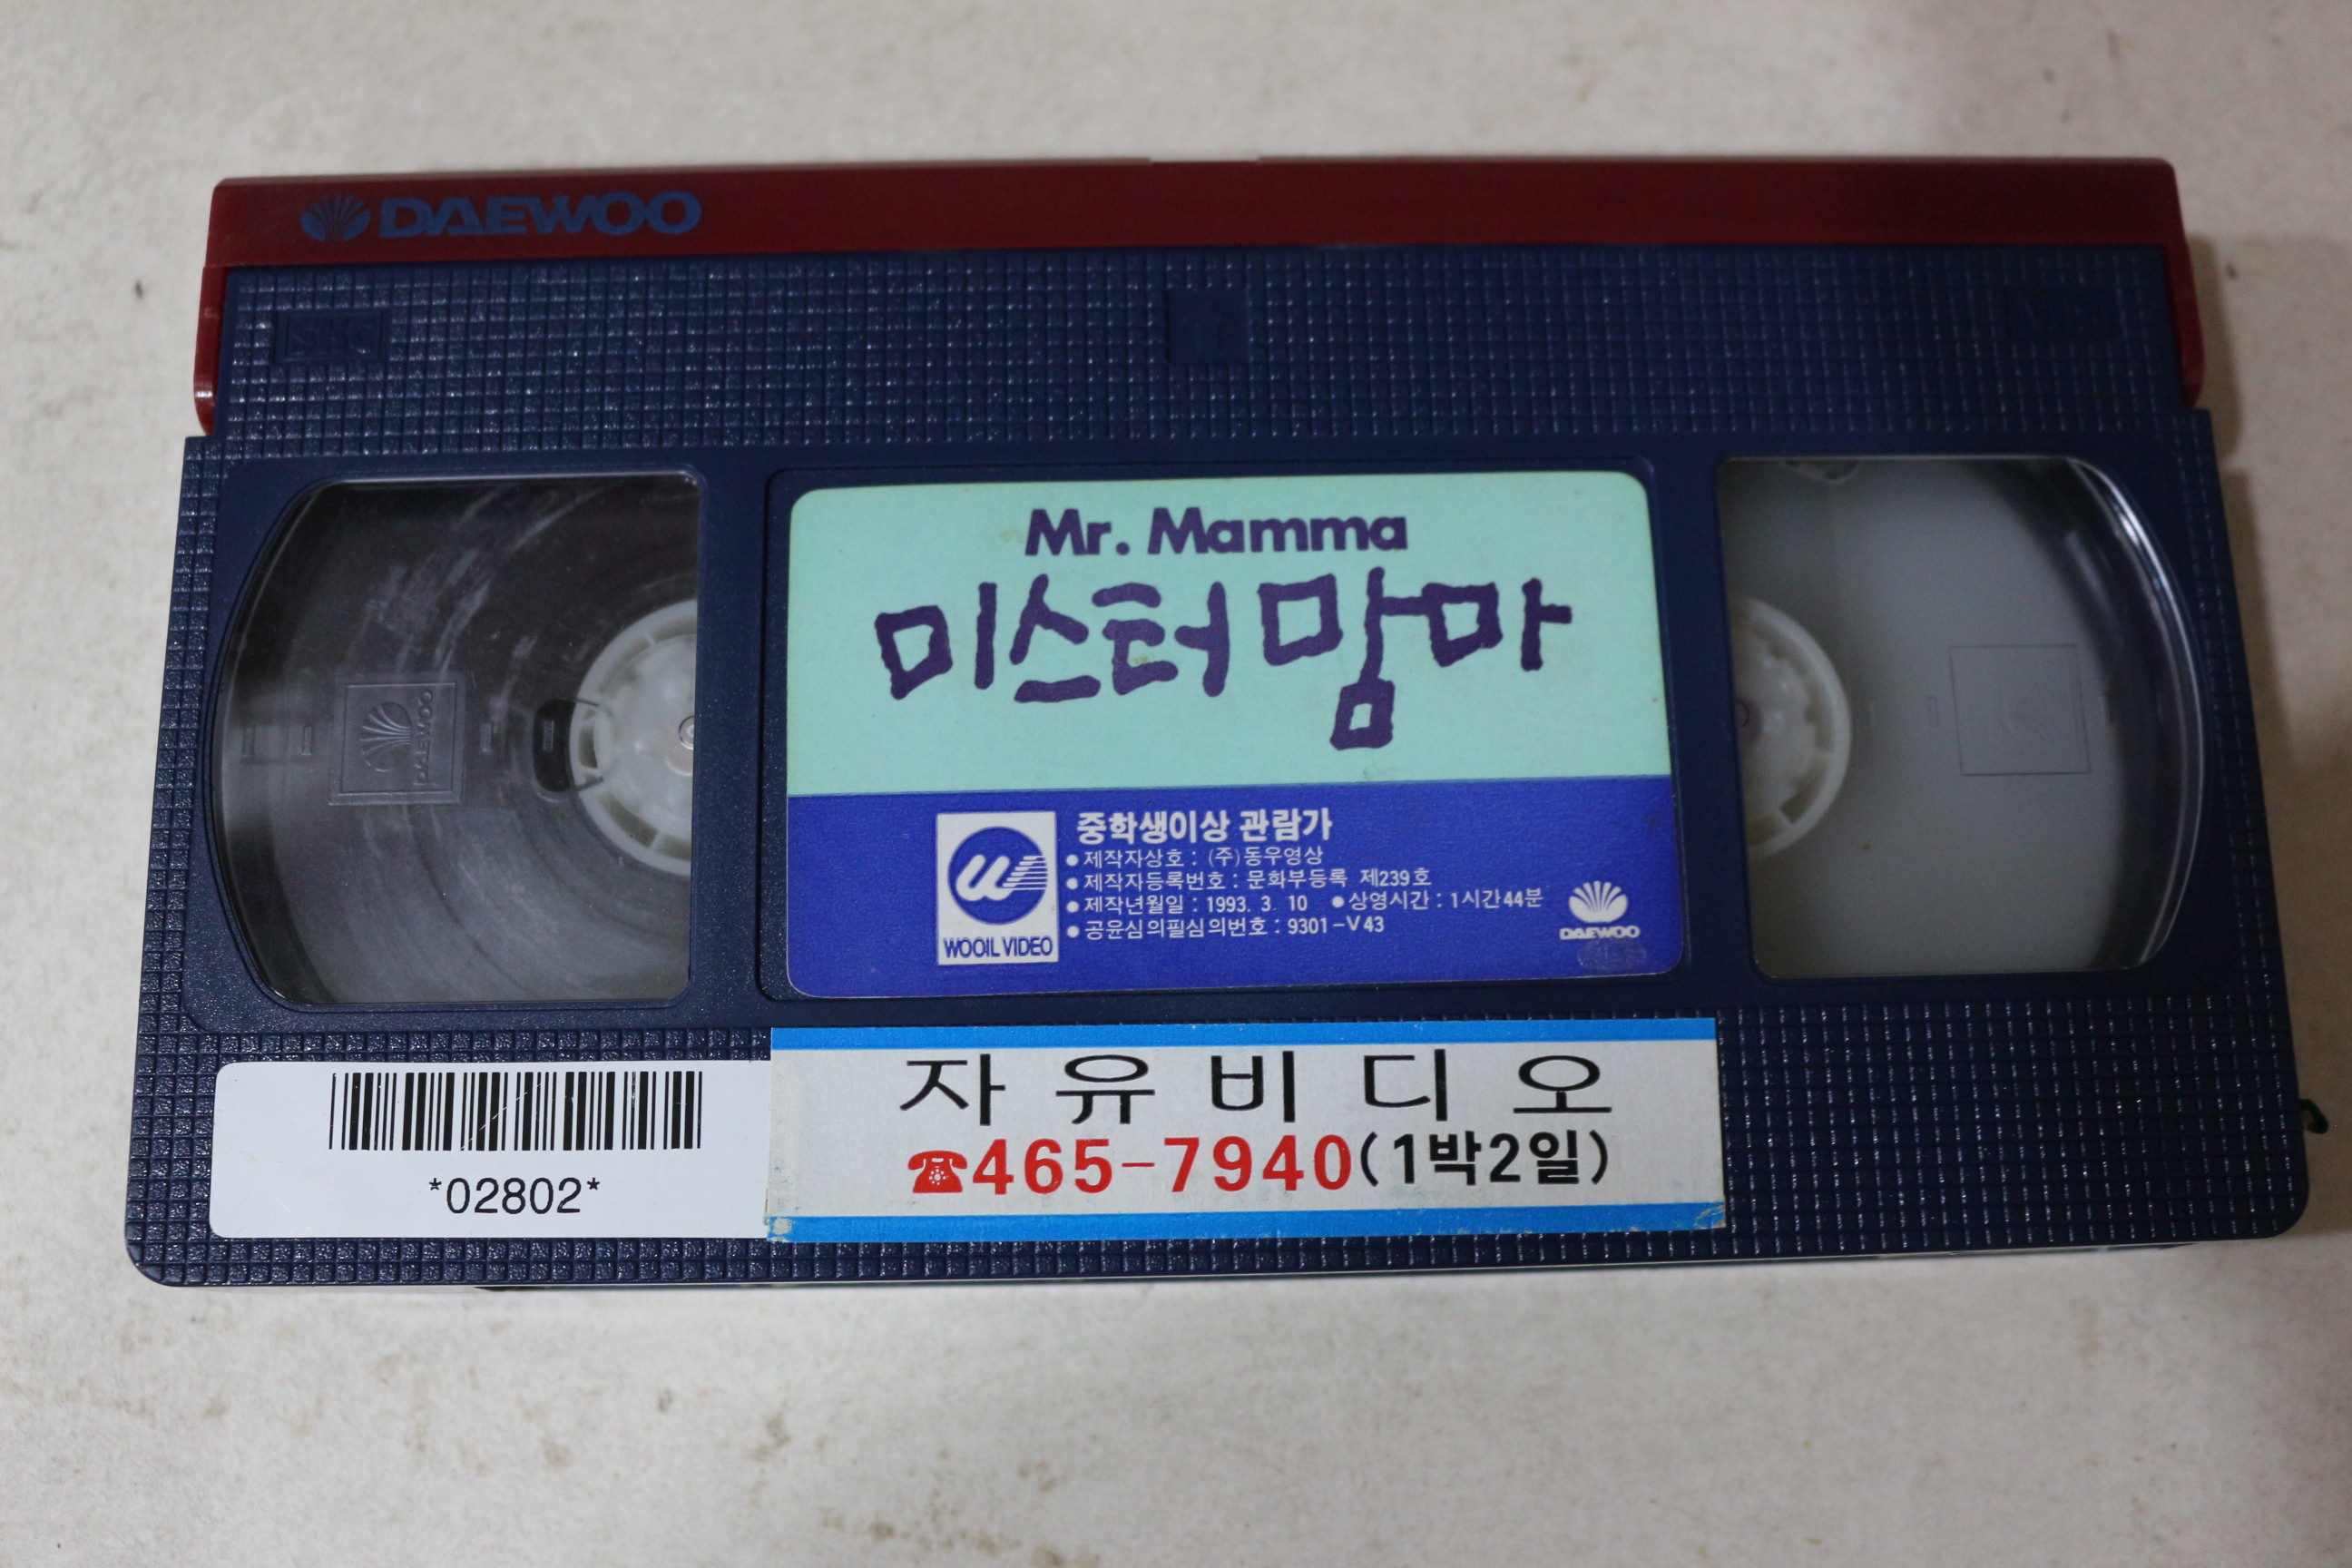 DAEWOO
SKC
DAEWOO
Mr. Mamma
미스터 맘마
중학생이상 관람가
● 제작자상호 : (주)동우영상
● 제작자등록번호 : 문화부등록 제239호
● 제작년월일 : 1993. 3. 10 ● 상영시간 : 1시간44분
● 공윤심의필심의번호 : 9301-V43
WOOIL VIDEO
DAEWOO
자유비디오
☎465-7940(1박2일)
*02802*